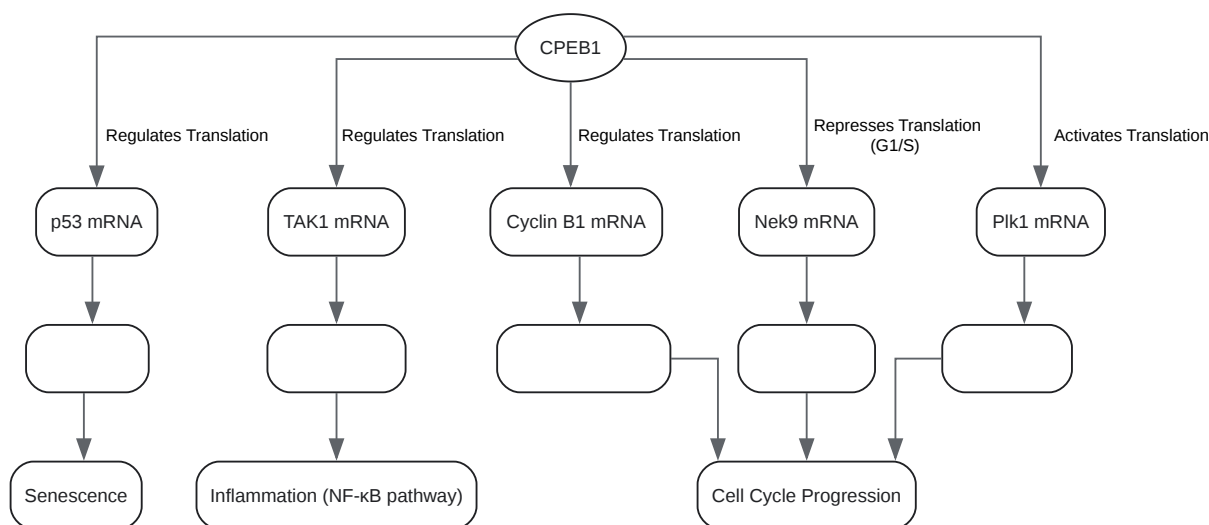 CPEB1
Regulates Translation
Regulates Translation
Regulates Translation
Represses Translation
(G1/S)
Activates Translation
p53 mRNA
TAK1 mRNA
Cyclin B1 mRNA
Nek9 mRNA
Plk1 mRNA
Senescence
Inflammation (NF-κB pathway)
Cell Cycle Progression